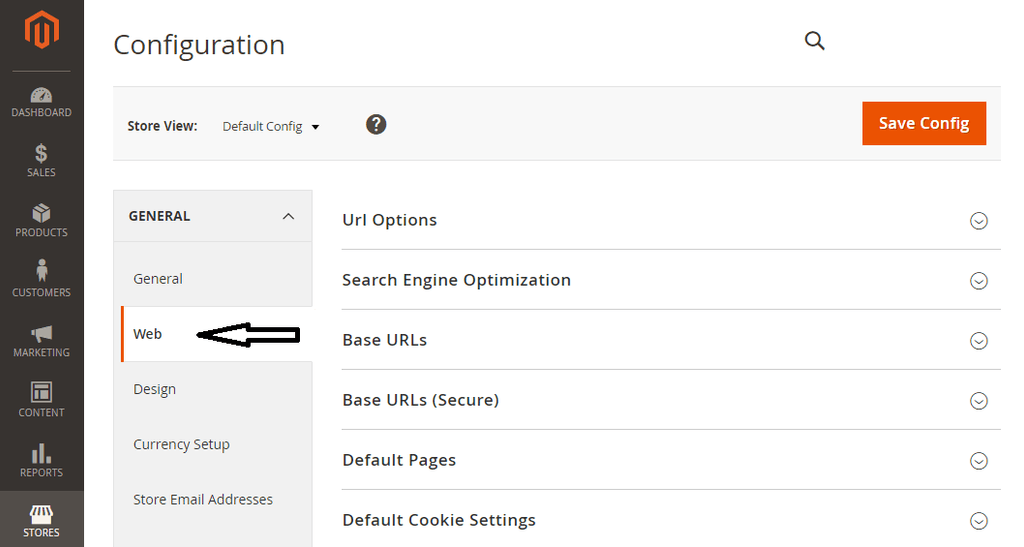 Configuration
DASHBOARD
SALES
PRODUCTS
CUSTOMERS
MARKETING
CONTENT
REPORTS
STORES
Store View: Default Config ?
Save Config
GENERAL
General
Web
Design
Currency Setup
Store Email Addresses
Url Options
Search Engine Optimization
Base URLs
Base URLs (Secure)
Default Pages
Default Cookie Settings